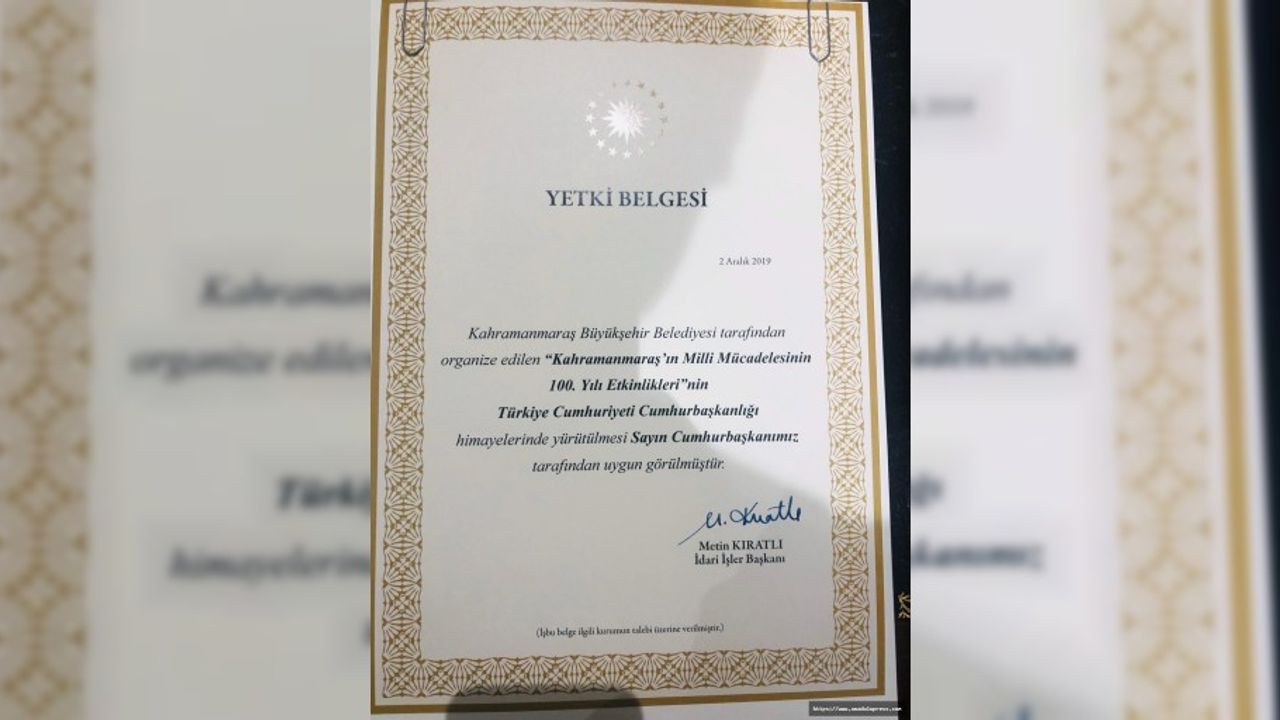 YETKİ BELGESİ
2 Aralık 2019
Kahramanmaraş Büyükşehir Belediyesi tarafından
organize edilen “Kahramanmaraş’ın Milli Mücadelesinin
100. Yılı Etkinlikleri”nin
Türkiye Cumhuriyeti Cumhurbaşkanlığı
himayelerinde yürütülmesi Sayın Cumhurbaşkanımız
tarafından uygun görülmüştür.
Metin KIRATLI
İdari İşler Başkanı
(İşbu belge ilgili kurumun talebi üzerine verilmiştir.)